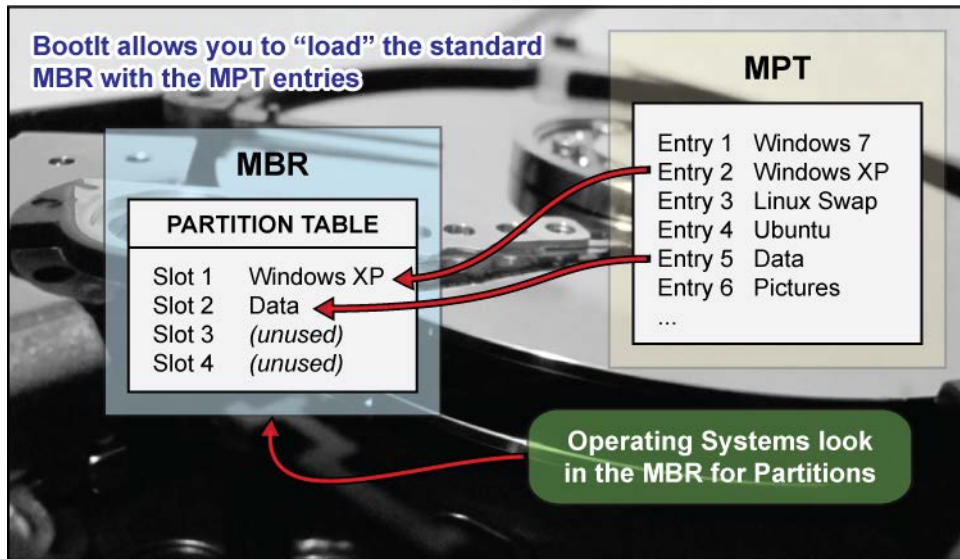 BootIt allows you to “load” the standard
MBR with the MPT entries
MBR
PARTITION TABLE
Slot 1 Windows XP
Slot 2 Data
Slot 3 (unused)
Slot 4 (unused)
MPT
Entry 1 Windows 7
Entry 2 Windows XP
Entry 3 Linux Swap
Entry 4 Ubuntu
Entry 5 Data
Entry 6 Pictures
...
Operating Systems look
in the MBR for Partitions